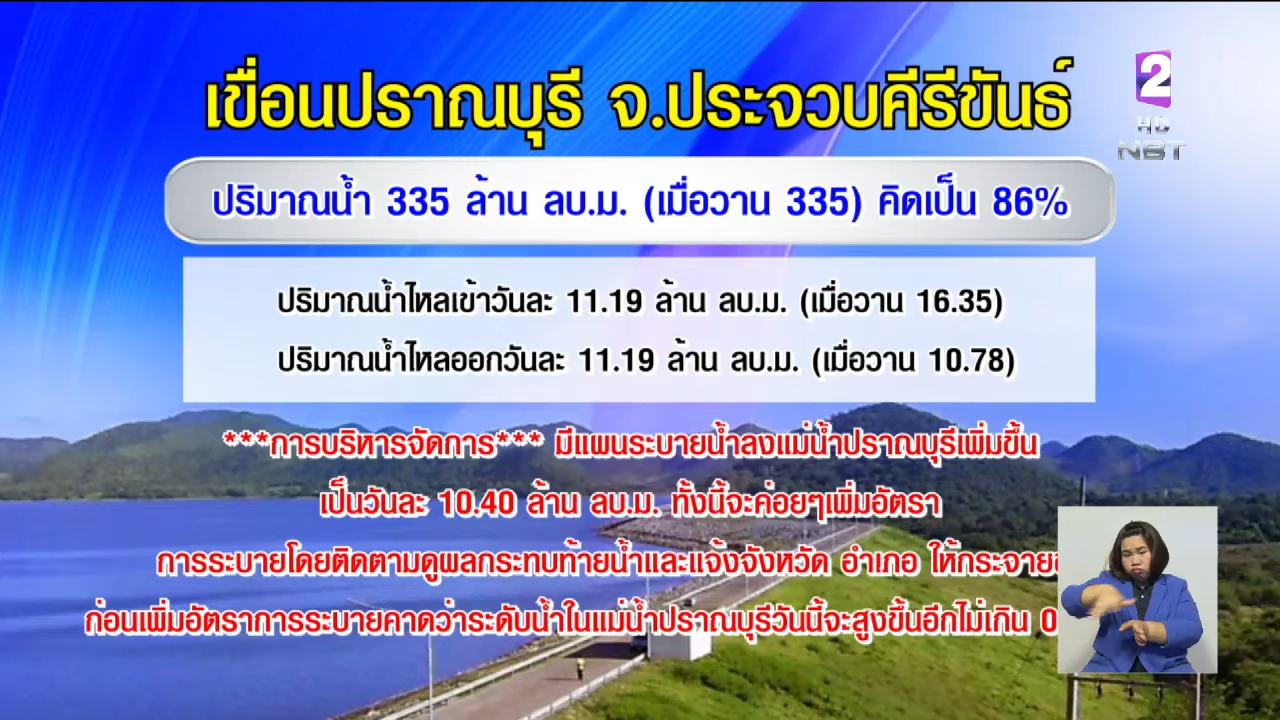 เขื่อนปราณบุรี จ.ประจวบคีรีขันธ์
2
HD
NBT
ปริมาณน้ำ 335 ล้าน ลบ.ม. (เมื่อวาน 335) คิดเป็น 86%
ปริมาณน้ำไหลเข้าวันละ 11.19 ล้าน ลบ.ม. (เมื่อวาน 16.35)
ปริมาณน้ำไหลออกวันละ 11.19 ล้าน ลบ.ม. (เมื่อวาน 10.78)
***การบริหารจัดการ*** มีแผนระบายน้ำลงแม่น้ำปราณบุรีเพิ่มขึ้น
เป็นวันละ 10.40 ล้าน ลบ.ม. ทั้งนี้จะค่อยๆเพิ่มอัตรา
การระบายโดยติดตามดูผลกระทบท้ายน้ำและแจ้งจังหวัด อำเภอ ให้กระจาย
ก่อนเพิ่มอัตราการระบายคาดว่าระดับน้ำในแม่น้ำปราณบุรีวันนี้จะสูงขึ้นอีกไม่เกิน 0